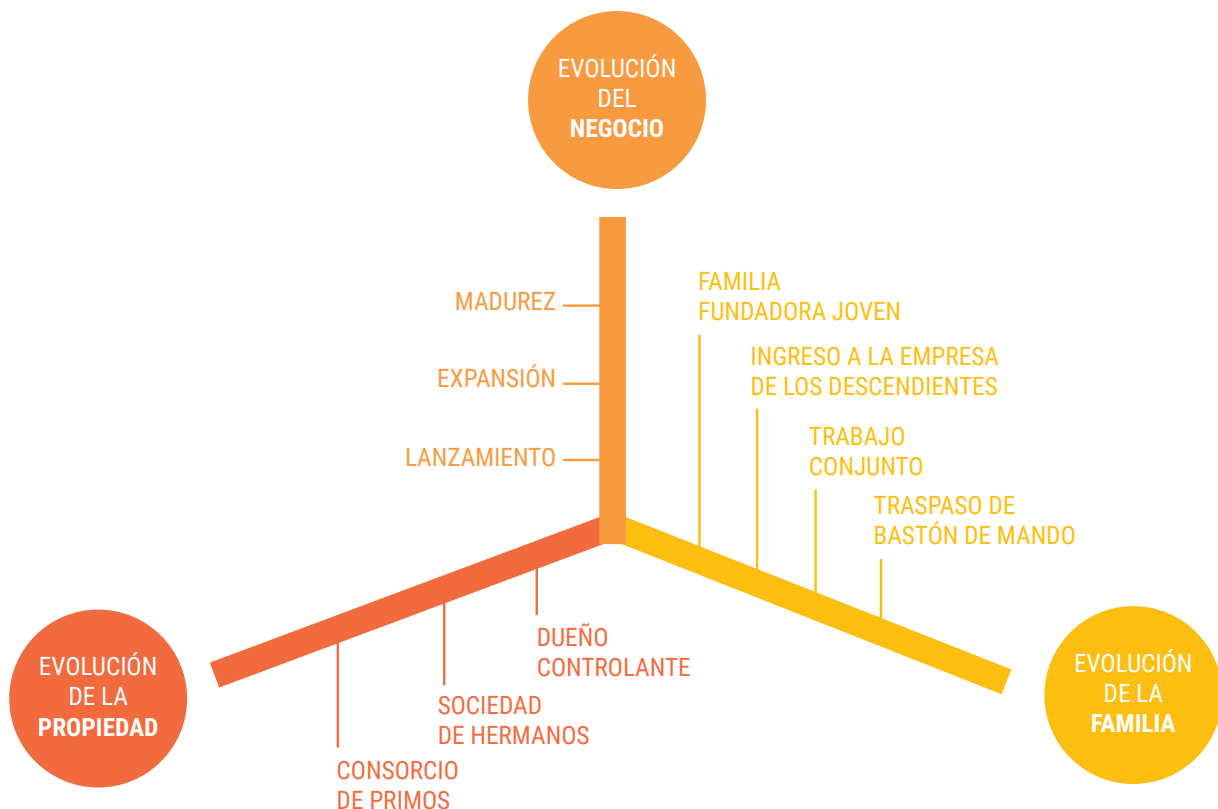 EVOLUCIÓN
DEL
NEGOCIO
MADUREZ
EXPANSIÓN
LANZAMIENTO
FAMILIA
FUNDADORA JOVEN
INGRESO A LA EMPRESA
DE LOS DESCENDIENTES
TRABAJO
CONJUNTO
TRASPASO DE
BASTÓN DE MANDO
EVOLUCIÓN
DE LA
FAMILIA
DUEÑO
CONTROLANTE
SOCIEDAD
DE HERMANOS
CONSORCIO
DE PRIMOS
EVOLUCIÓN
DE LA
PROPIEDAD